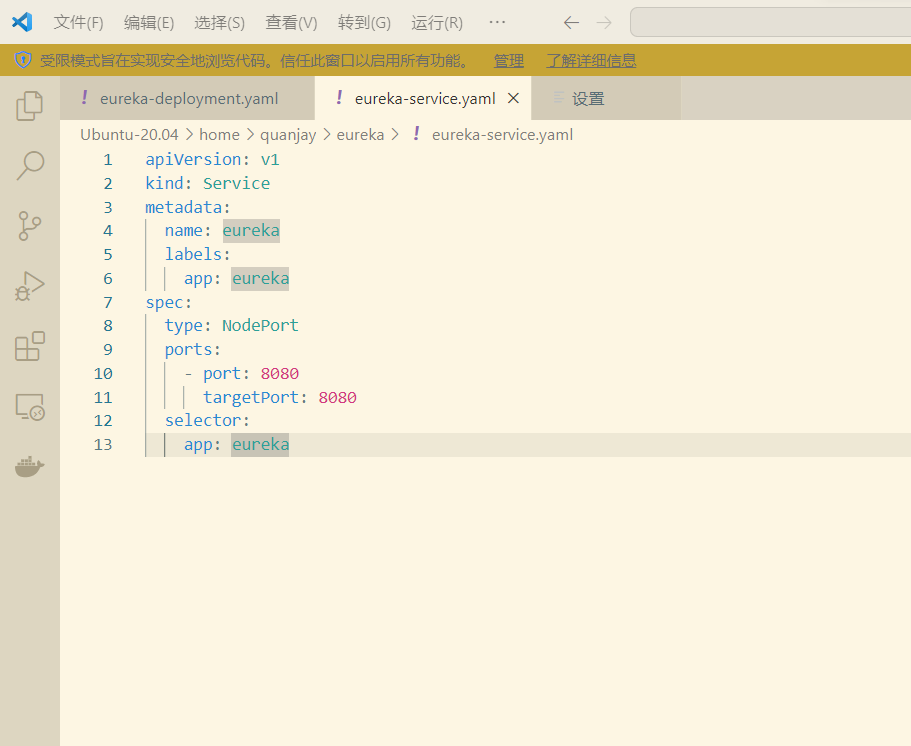 文件(F) 编辑(E) 选择(S) 查看(V) 转到(G) 运行(R) ···
受限模式旨在实现安全地浏览代码。信任此窗口以启用所有功能。 管理 了解详细信息
! eureka-deployment.yaml ! eureka-service.yaml 设置
Ubuntu-20.04 > home > quanjay > eureka > ! eureka-service.yaml
1 apiVersion: v1
2 kind: Service
3 metadata:
4 name: eureka
5 labels:
6 app: eureka
7 spec:
8 type: NodePort
9 ports:
10 - port: 8080
11 targetPort: 8080
12 selector:
13 app: eureka